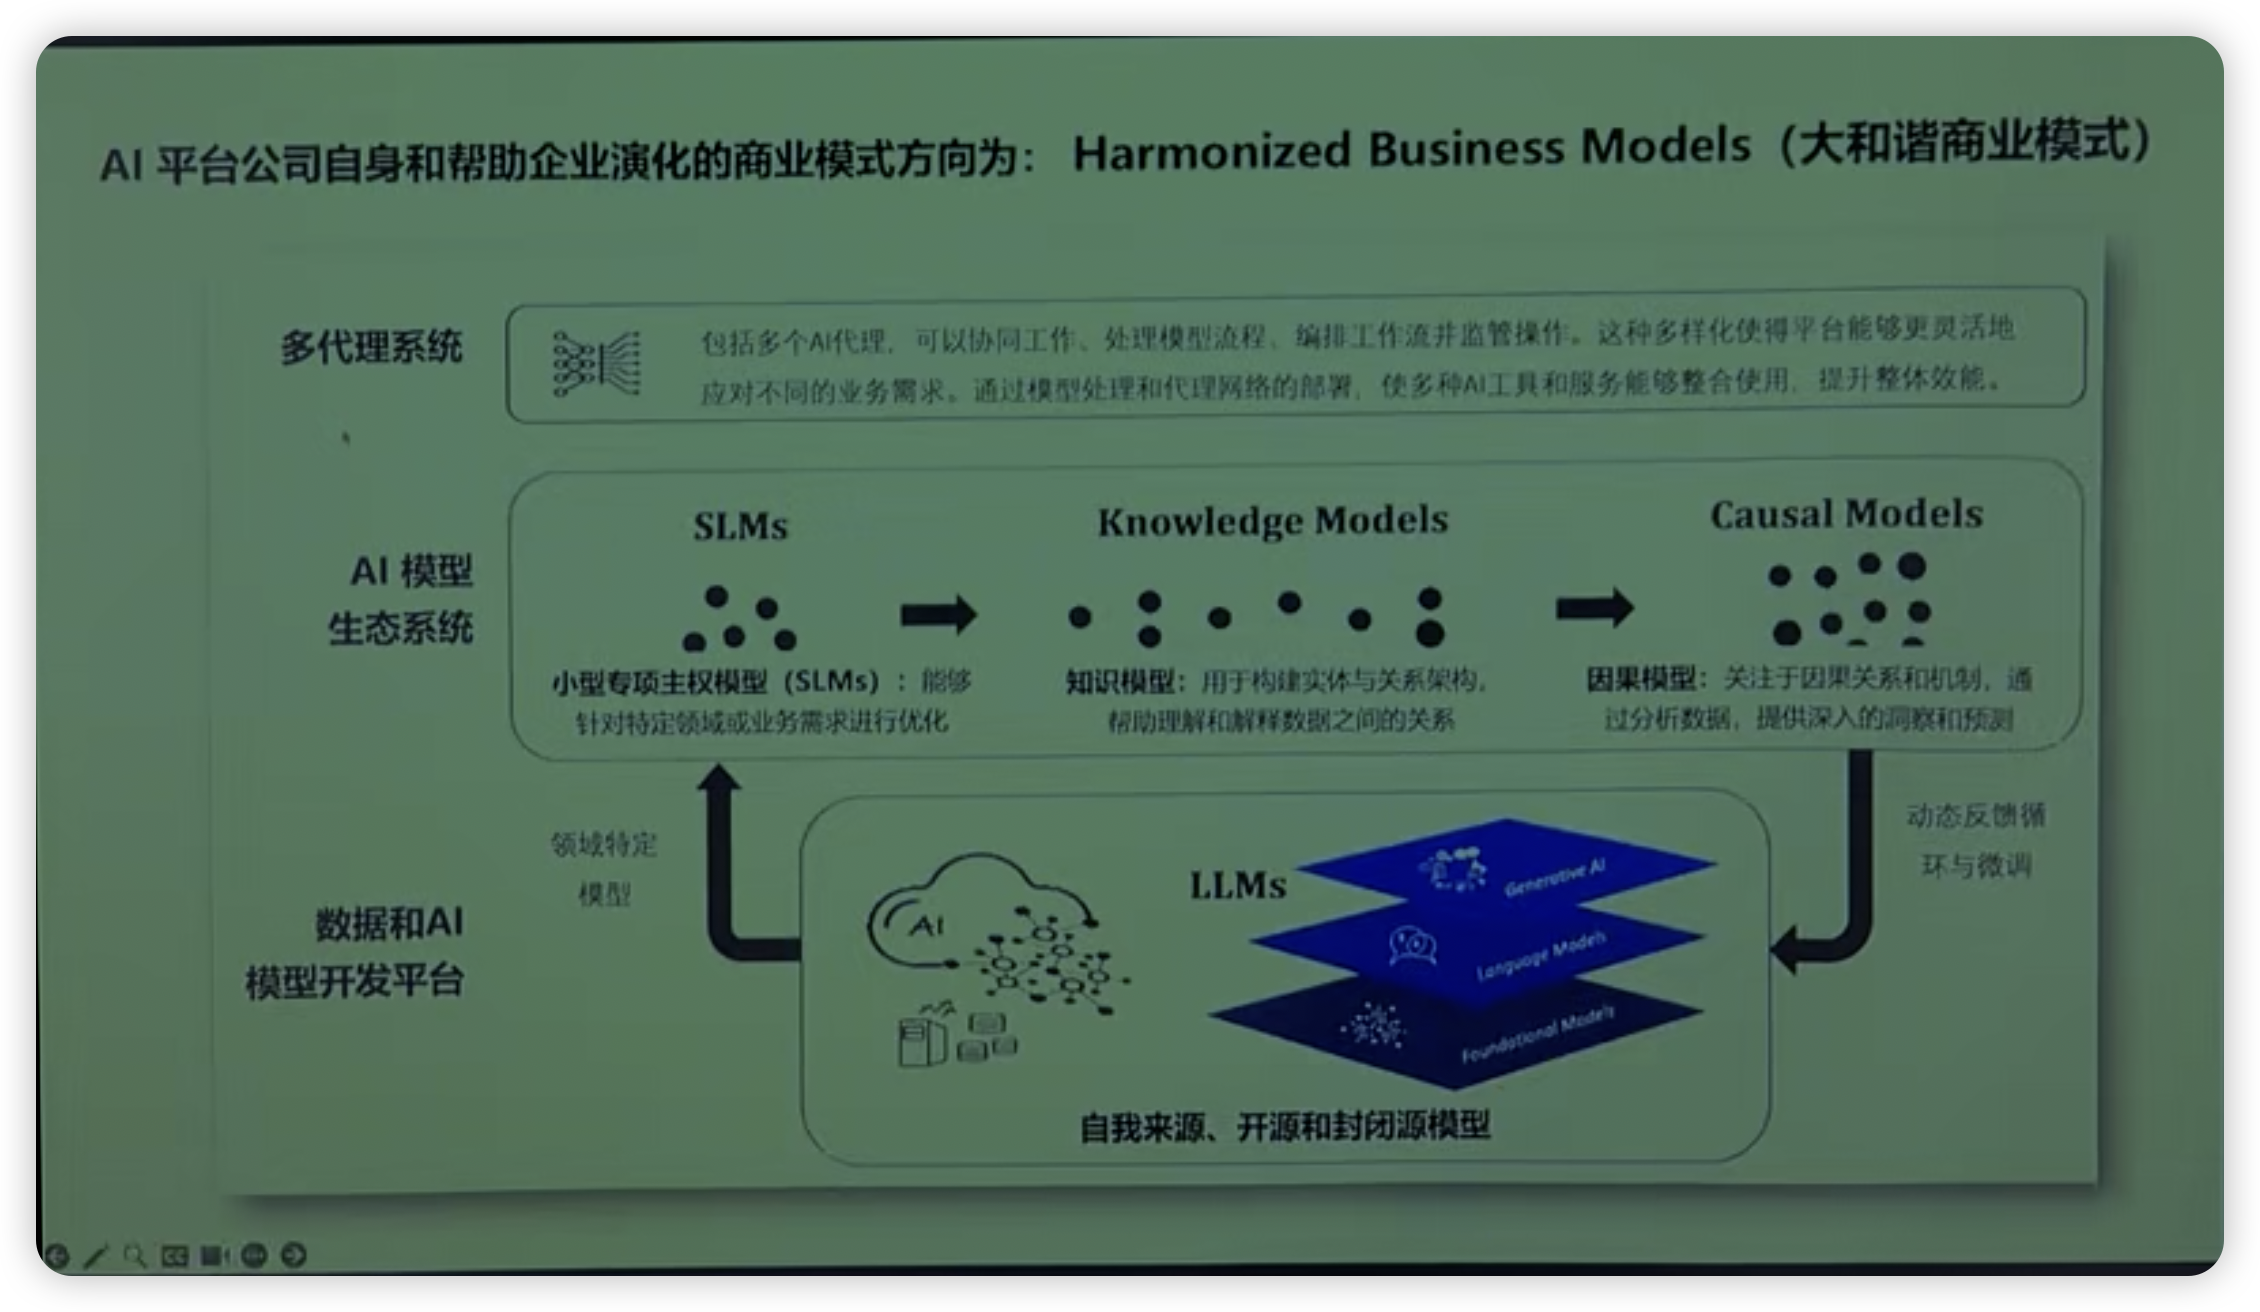 AI 平台公司自身和帮助企业演化的商业模式方向为： Harmonized Business Models（大和谐商业模式）
多代理系统
包括多个AI代理，可以协同工作、处理模型流程、编排工作流并监管操作。这种多样化使得平台能够更灵活地
应对不同的业务需求。通过模型处理和代理网络的部署，使多种AI工具和服务能够整合使用，提升整体效能。
AI 模型
生态系统
SLMs
小型专项主权模型（SLMs）：能够
针对特定领域或业务需求进行优化
Knowledge Models
知识模型：用于构建实体与关系架构，
帮助理解和解释数据之间的关系
Causal Models
因果模型：关注于因果关系和机制，通
过分析数据，提供深入的洞察和预测
领域特定
模型
动态反馈循
环与微调
数据和AI
模型开发平台
AI
LLMs
Generative AI
Language Models
Foundational Models
自我来源、开源和封闭源模型